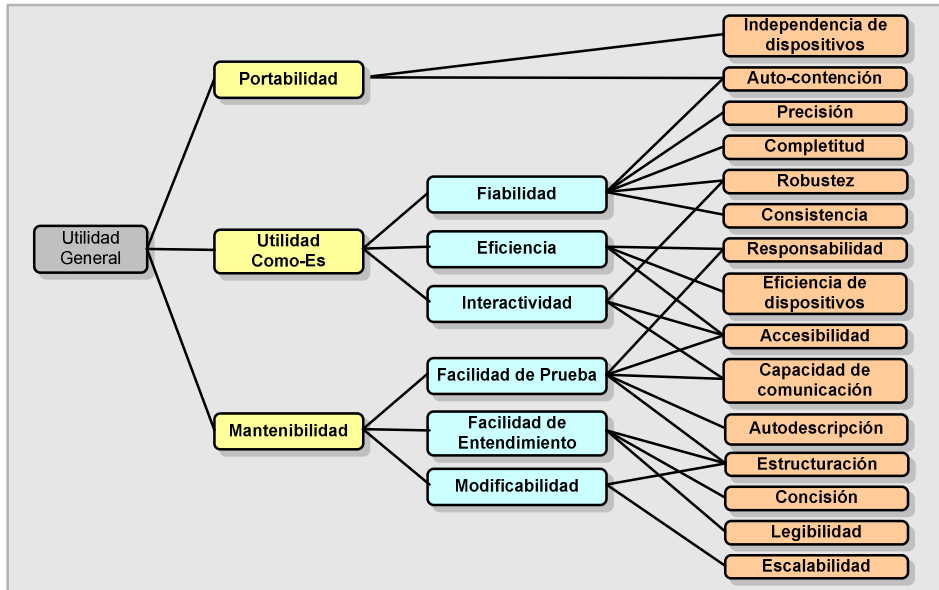 Utilidad
General
Portabilidad
Utilidad
Como-Es
Mantenibilidad
Fiabilidad
Eficiencia
Interactividad
Facilidad de Prueba
Facilidad de
Entendimiento
Modificabilidad
Independencia de
dispositivos
Auto-contención
Precisión
Completitud
Robustez
Consistencia
Responsabilidad
Eficiencia de
dispositivos
Accesibilidad
Capacidad de
comunicación
Autodescripción
Estructuración
Concisión
Legibilidad
Escalabilidad